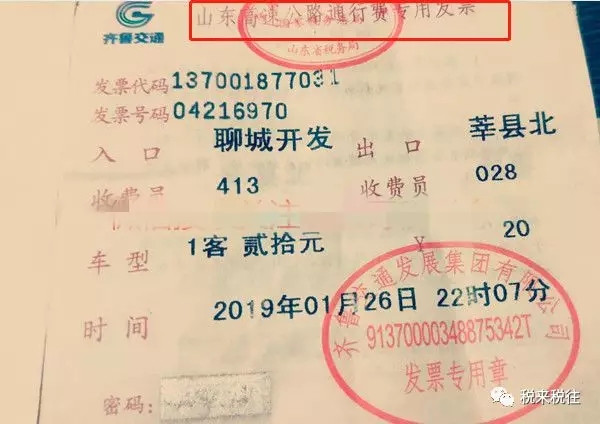 齐鲁交通
山东高速公路通行费专用发票
山东省税务局
发票代码 137001877031
发票号码 04216970
入口 聊城开发 出口 莘县北
收费员 413 收费员 028
车型 1客 贰拾元 ¥ 20
时间 2019年01月26日 22时07分
密码:
齐鲁交通发展集团有限公司
91370000348875342T
发票专用章
税来税往